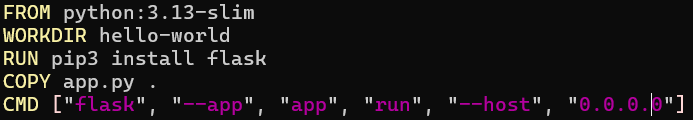 FROM python:3.13-slim
WORKDIR hello-world
RUN pip3 install flask
COPY app.py .
CMD ["flask", "--app", "app", "run", "--host", "0.0.0.0"]